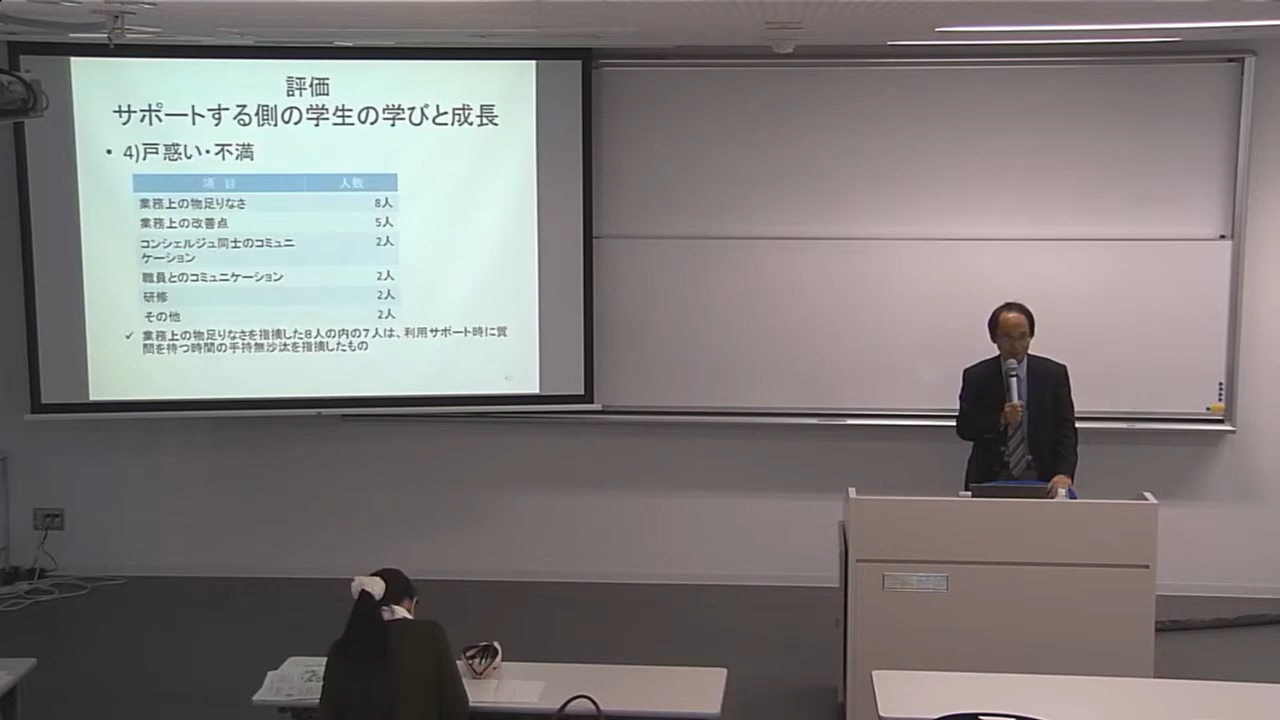 評価
サポートする側の学生の学びと成長
• 4)戸惑い・不満
項 目 人数
業務上の物足りなさ 8人
業務上の改善点 5人
コンシェルジュ同士のコミュニ 2人
ケーション
職員とのコミュニケーション 2人
研修 2人
その他 2人
✓ 業務上の物足りなさを指摘した8人の内の7人は、利用サポート時に質
問を待つ時間の手持無沙汰を指摘したもの